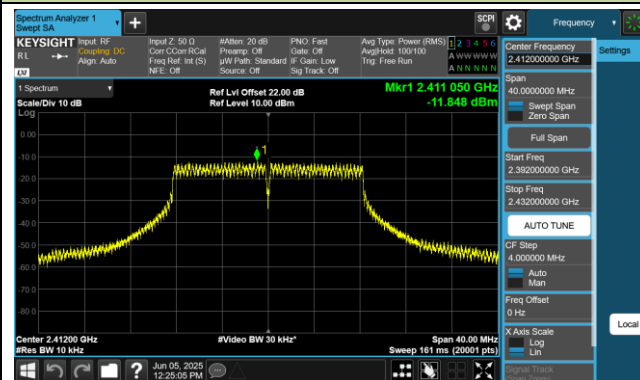 Spectrum Analyzer 1
Swept SA
SCPI
Frequency
KEYSIGHT
RL
LXI
Input: RF
Coupling: DC
Align: Auto
Input Z: 50 Ω
Corr CCorr RCal
Freq Ref: Int (S)
NFE: Off
#Atten: 20 dB
Preamp: Off
µW Path: Standard
Source: Off
PNO: Fast
Gate: Off
IF Gain: Low
Sig Track: Off
Avg Type: Power (RMS)
Avg|Hold: 100/100
Trig: Free Run
1 2 3 4 5 6
A W W W W W
A N N N N N
1 Spectrum
Scale/Div 10 dB
Log
Ref Lvl Offset 22.00 dB
Ref Level 10.00 dBm
Mkr1 2.411 050 GHz
-11.848 dBm
0.00
-10.0
-20.0
-30.0
-40.0
-50.0
-60.0
-70.0
-80.0
1
Center 2.41200 GHz
#Res BW 10 kHz
#Video BW 30 kHz*
Span 40.00 MHz
Sweep 161 ms (20001 pts)
Jun 05, 2025
12:25:05 PM
Center Frequency
2.412000000 GHz
Span
40.0000000 MHz
Swept Span
Zero Span
Full Span
Start Freq
2.392000000 GHz
Stop Freq
2.432000000 GHz
AUTO TUNE
CF Step
4.000000 MHz
Auto
Man
Freq Offset
0 Hz
X Axis Scale
Log
Lin
Signal Track
(Span Zoom)
Settings
Local